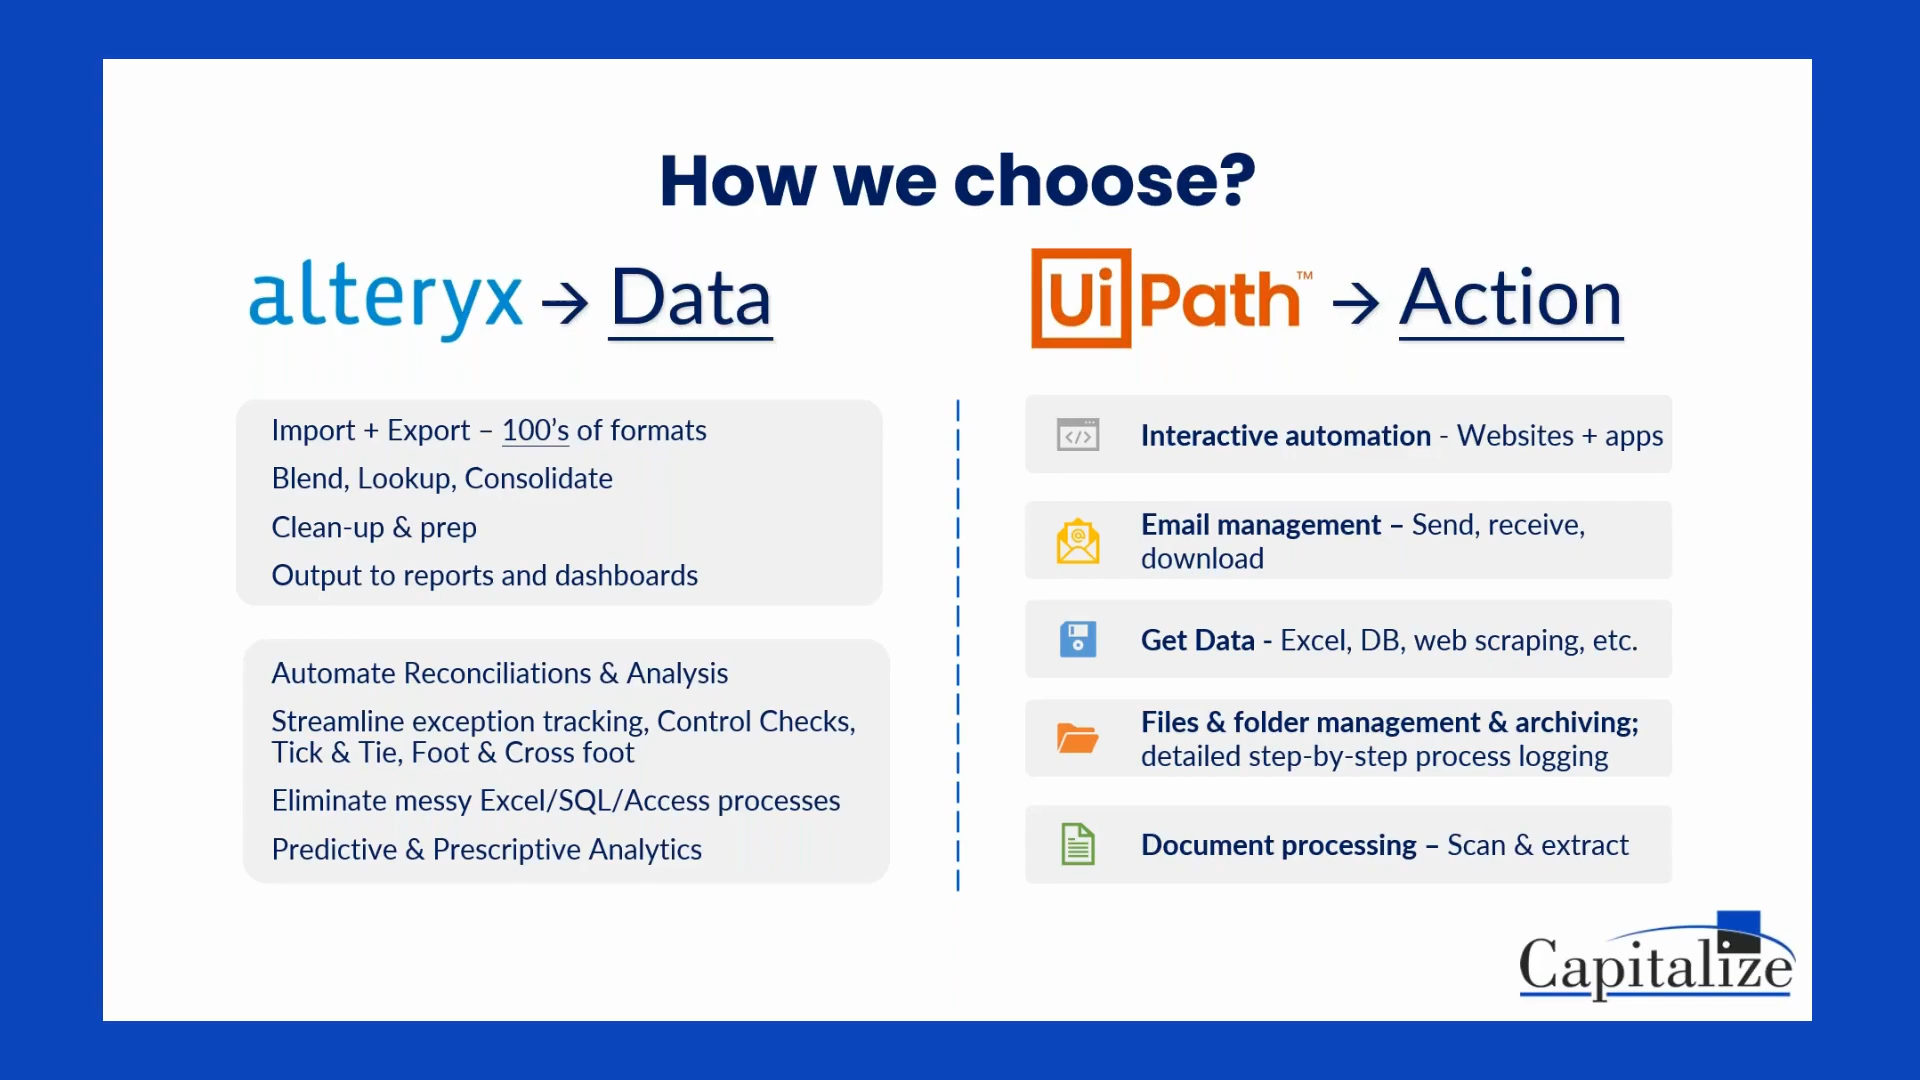 How we choose?
alteryx → Data
Import + Export – 100's of formats
Blend, Lookup, Consolidate
Clean-up & prep
Output to reports and dashboards
Automate Reconciliations & Analysis
Streamline exception tracking, Control Checks,
Tick & Tie, Foot & Cross foot
Eliminate messy Excel/SQL/Access processes
Predictive & Prescriptive Analytics
UiPath™ → Action
Interactive automation - Websites + apps
Email management – Send, receive,
download
Get Data - Excel, DB, web scraping, etc.
Files & folder management & archiving;
detailed step-by-step process logging
Document processing – Scan & extract
Capitalize